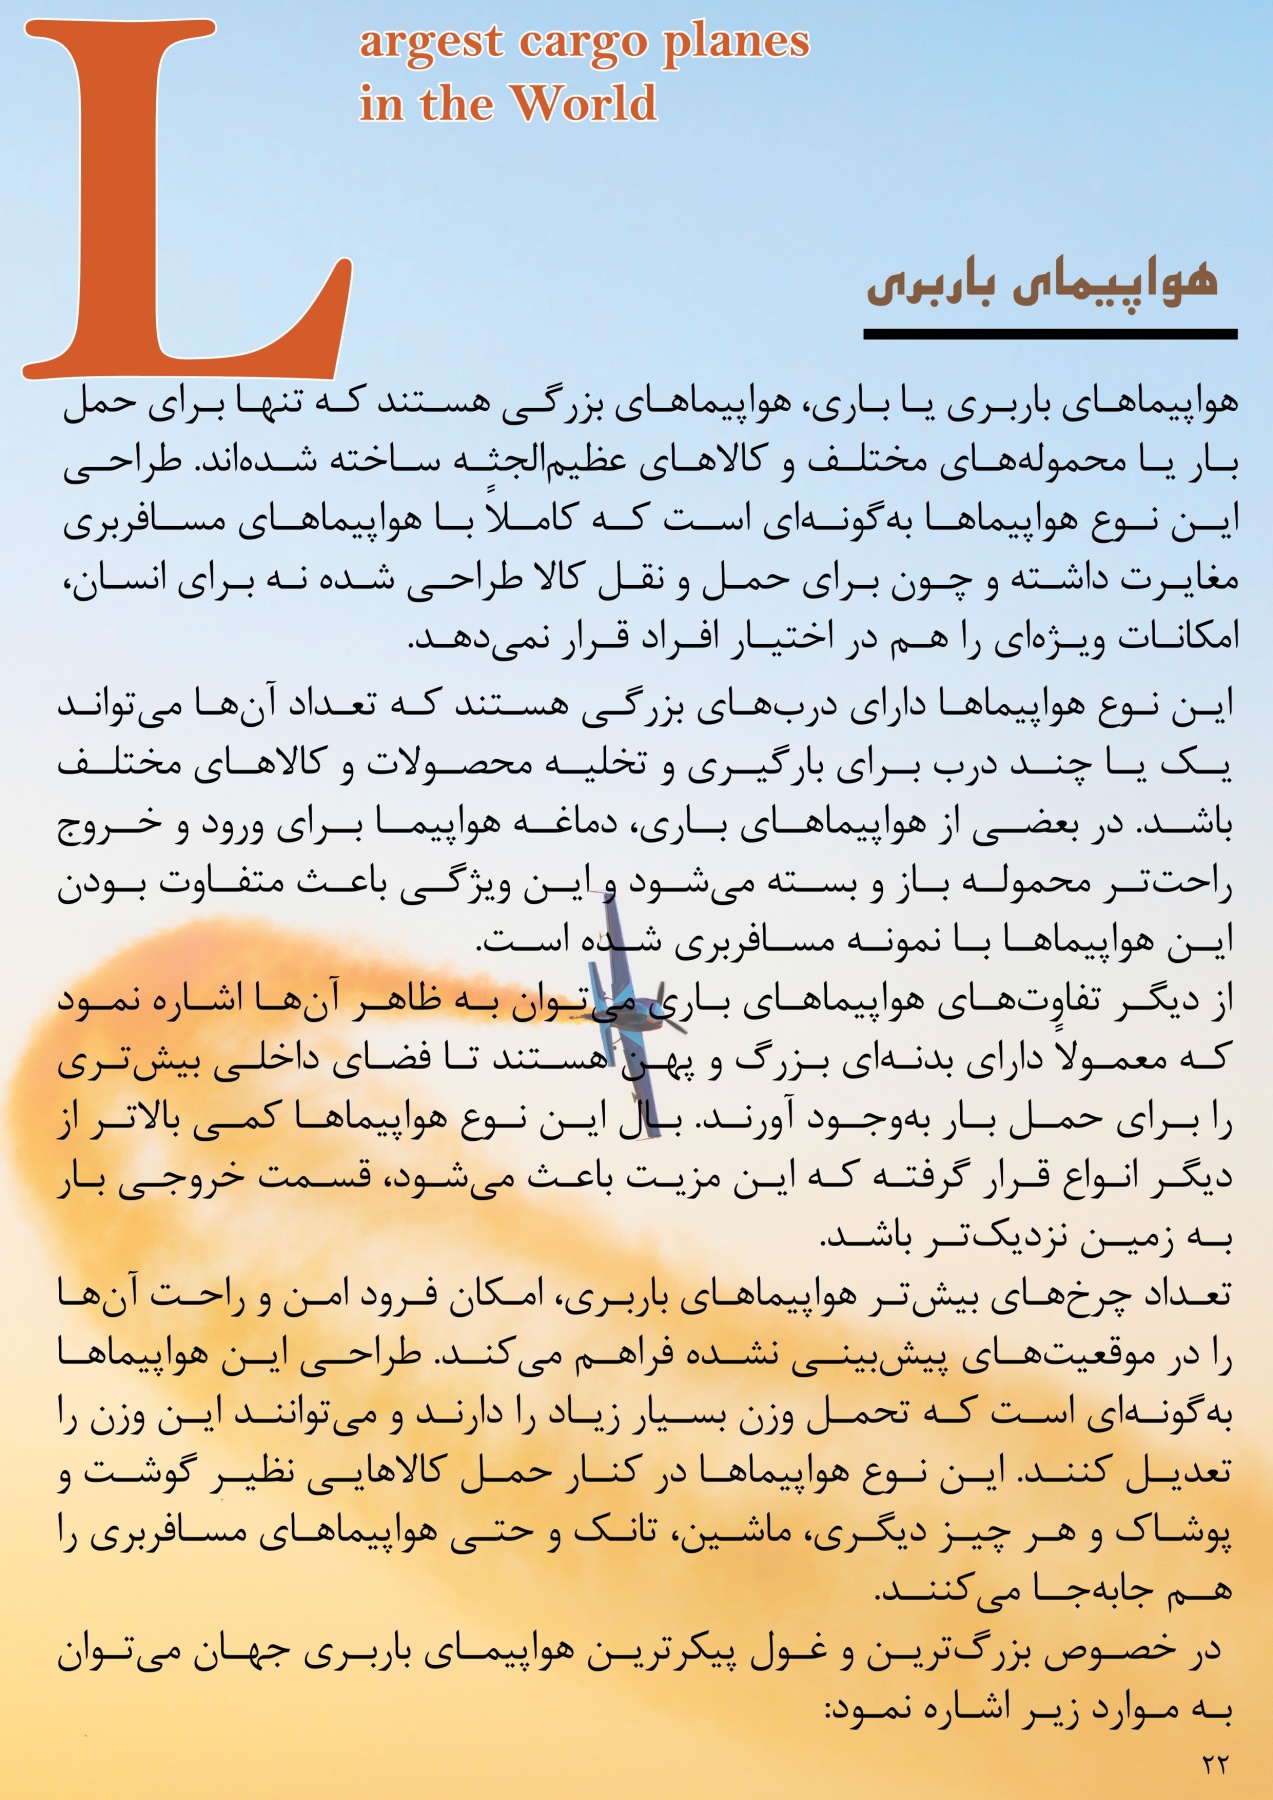 Largest cargo planes
in the World
هواپیمای باربری
هواپیماهای باربری یا باری، هواپیماهای بزرگی هستند که تنها برای حمل
بار یا محموله‌های مختلف و کالاهای عظیم‌الجثه ساخته شده‌اند. طراحی
این نوع هواپیماها به‌گونه‌ای است که کاملاً با هواپیماهای مسافربری
مغایرت داشته و چون برای حمل و نقل کالا طراحی شده نه برای انسان،
امکانات ویژه‌ای را هم در اختیار افراد قرار نمی‌دهد.
این نوع هواپیماها دارای درب‌های بزرگی هستند که تعداد آن‌ها می‌تواند
یک یا چند درب برای بارگیری و تخلیه محصولات و کالاهای مختلف
باشد. در بعضی از هواپیماهای باری، دماغه هواپیما برای ورود و خروج
راحت‌تر محموله باز و بسته می‌شود و این ویژگی باعث متفاوت بودن
این هواپیماها با نمونه مسافربری شده است.
از دیگر تفاوت‌های هواپیماهای باری می‌توان به ظاهر آن‌ها اشاره نمود
که معمولاً دارای بدنه‌ای بزرگ و پهن هستند تا فضای داخلی بیش‌تری
را برای حمل بار به‌وجود آورند. بال این نوع هواپیماها کمی بالاتر از
دیگر انواع قرار گرفته که این مزیت باعث می‌شود، قسمت خروجی بار
به زمین نزدیک‌تر باشد.
تعداد چرخ‌های بیش‌تر هواپیماهای باربری، امکان فرود امن و راحت آن‌ها
را در موقعیت‌های پیش‌بینی نشده فراهم می‌کند. طراحی این هواپیماها
به‌گونه‌ای است که تحمل وزن بسیار زیاد را دارند و می‌توانند این وزن را
تعدیل کنند. این نوع هواپیماها در کنار حمل کالاهایی نظیر گوشت و
پوشاک و هر چیز دیگری، ماشین، تانک و حتی هواپیماهای مسافربری را
هم جابه‌جا می‌کنند.
در خصوص بزرگ‌ترین و غول پیکرترین هواپیمای باربری جهان می‌توان
به موارد زیر اشاره نمود:
۲۲